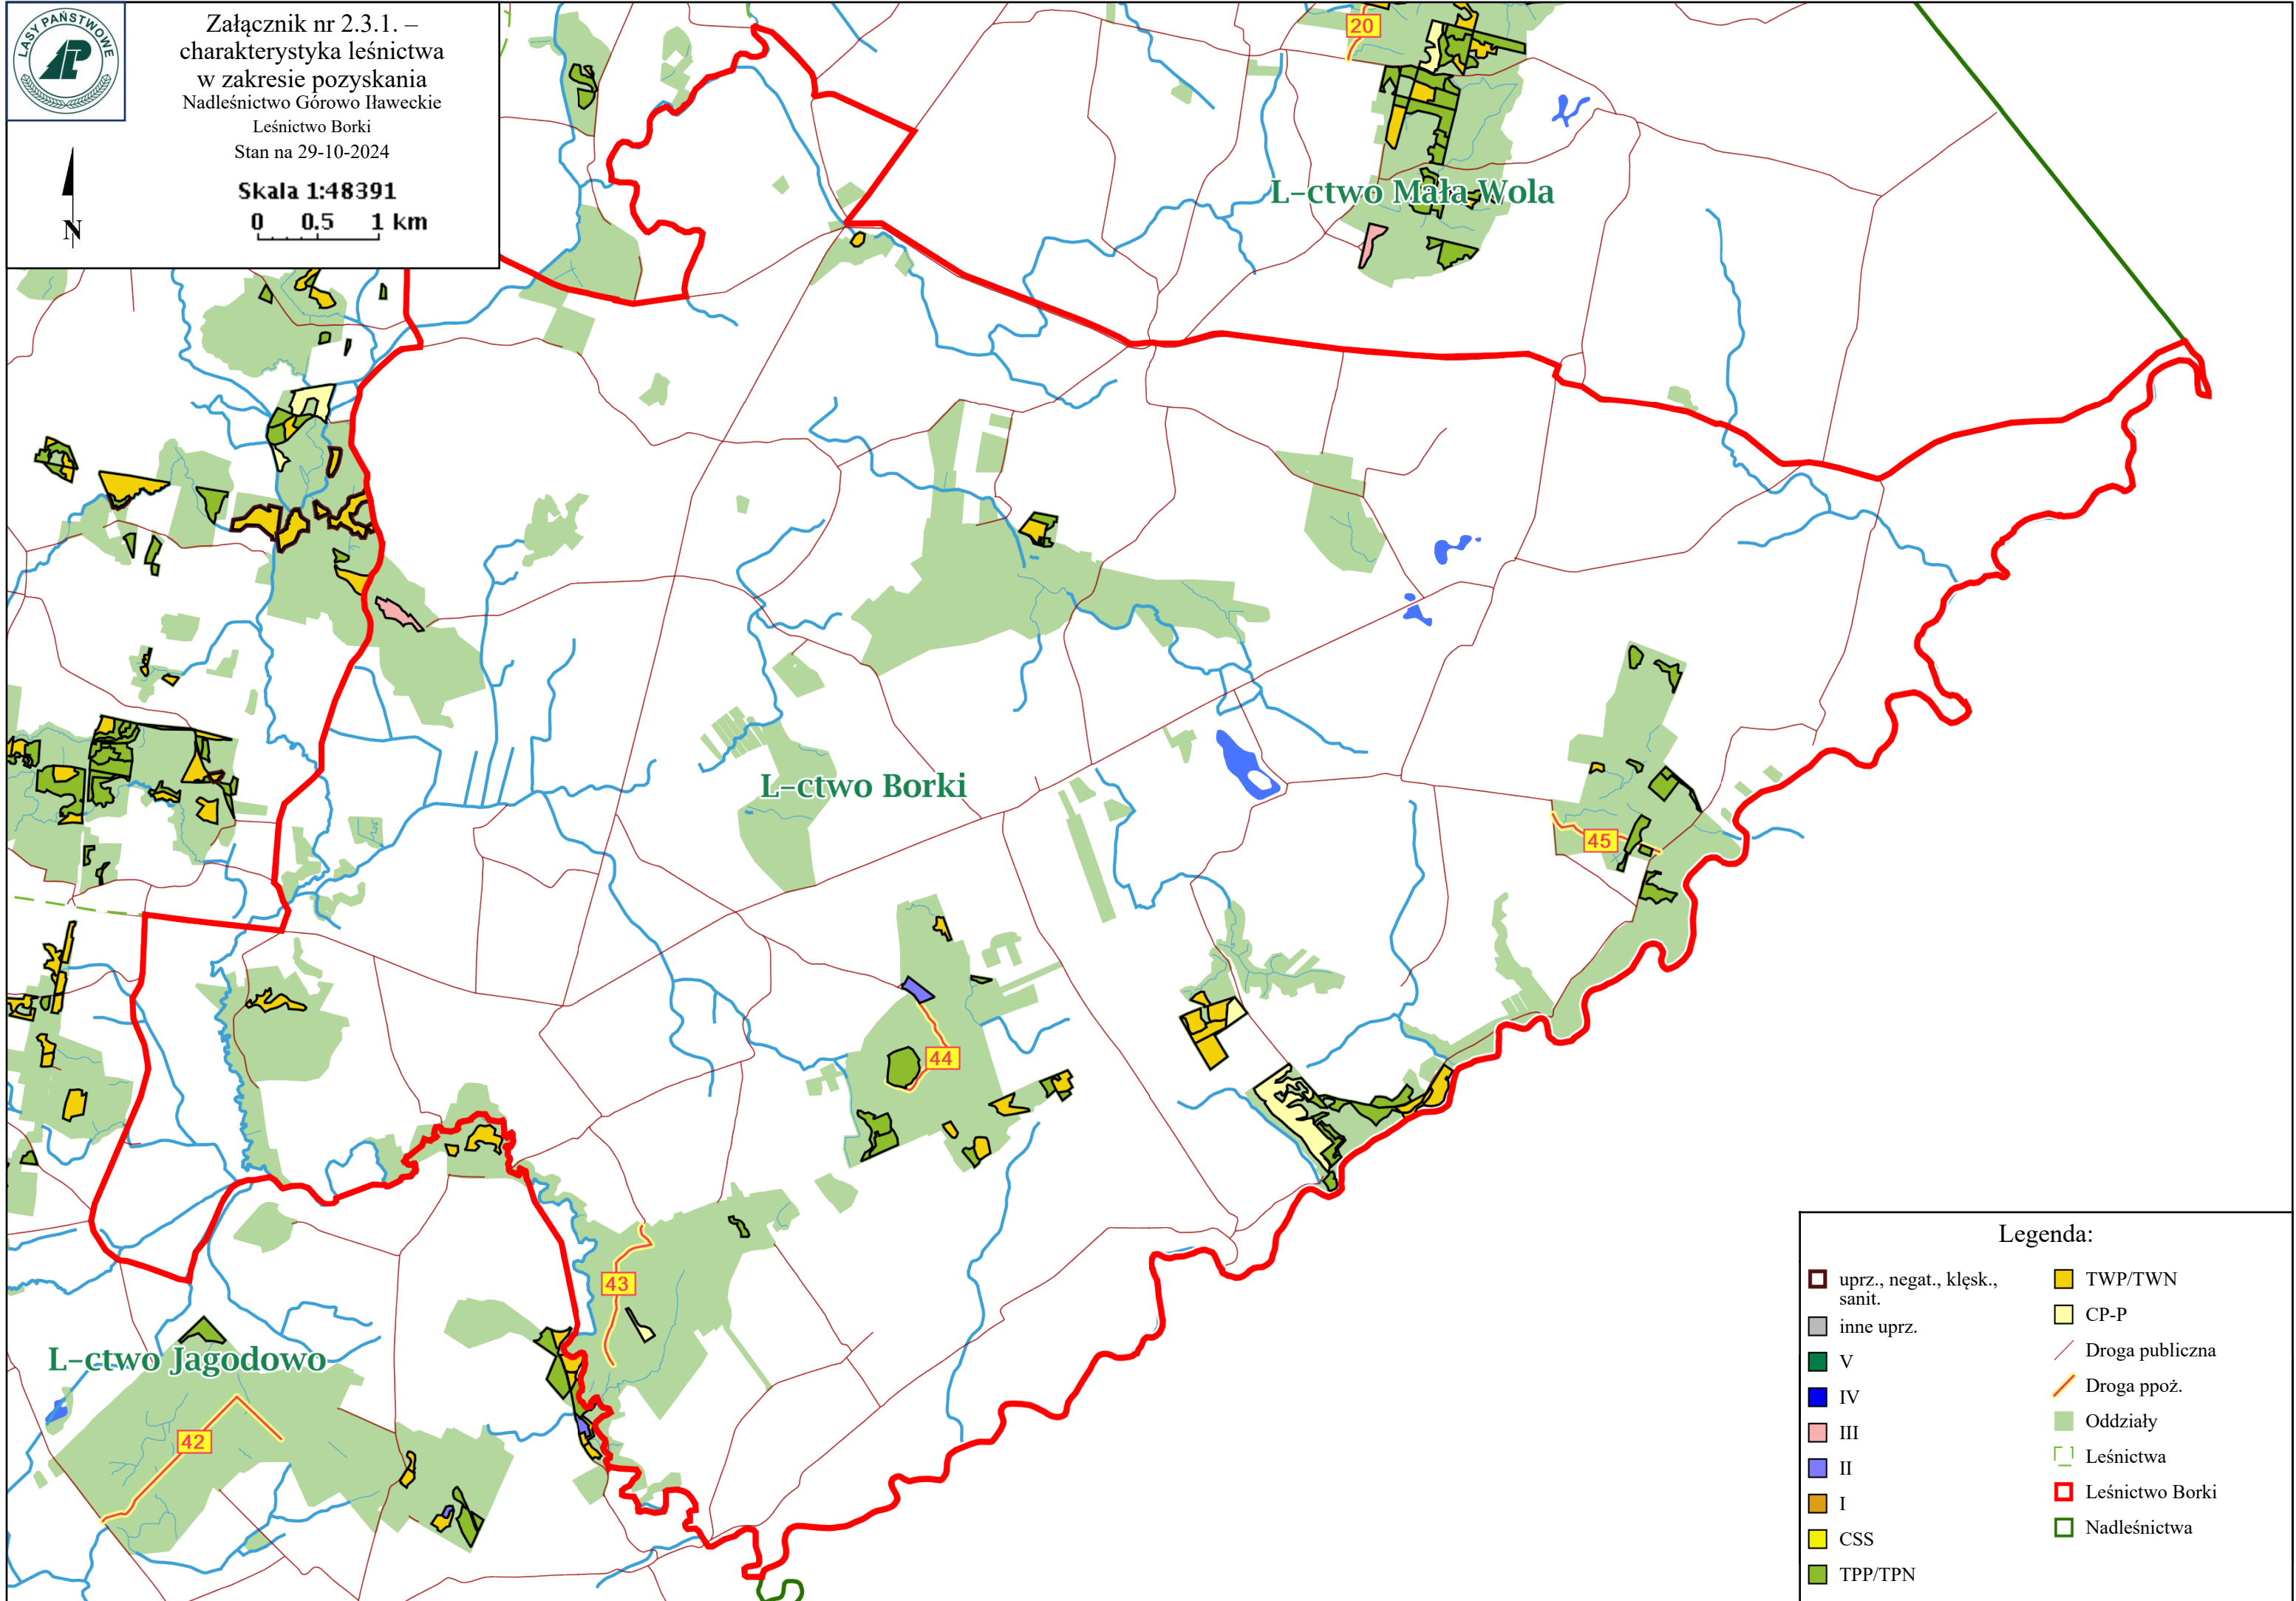 LASY PAŃSTWOWE
Załącznik nr 2.3.1. –
charakterystyka leśnictwa
w zakresie pozyskania
Nadleśnictwo Górowo Iławeckie
Leśnictwo Borki
Stan na 29-10-2024
Skala 1:48391
0 0.5 1 km
N
20
L-ctwo Mała Wola
L-ctwo Borki
45
44
43
L-ctwo Jagodowo
42
Legenda:
uprz., negat., klęsk.,
sanit.
inne uprz.
V
IV
III
II
I
CSS
TPP/TPN
TWP/TWN
CP-P
Droga publiczna
Droga ppoż.
Oddziały
Leśnictwa
Leśnictwo Borki
Nadleśnictwa